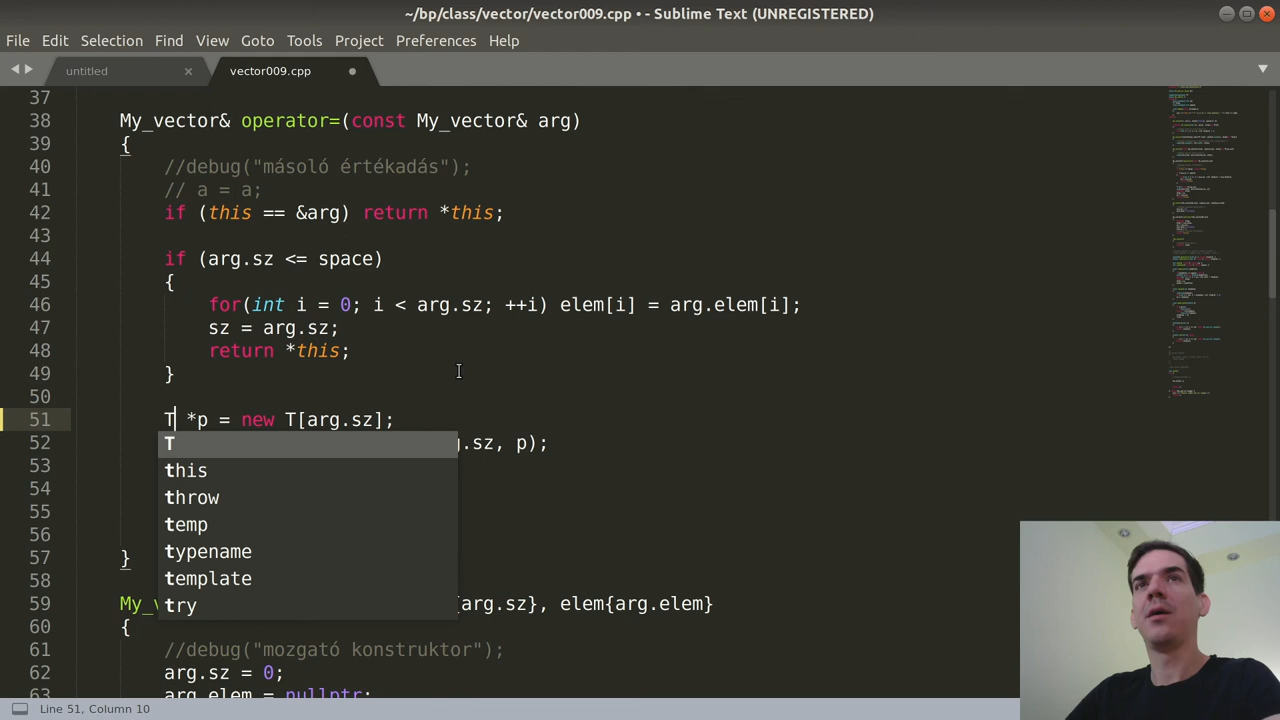 ~/bp/class/vector/vector009.cpp • - Sublime Text (UNREGISTERED)
File Edit Selection Find View Goto Tools Project Preferences Help
untitled vector009.cpp
37
38 My_vector& operator=(const My_vector& arg)
39 {
40 //debug("másoló értékadás");
41 // a = a;
42 if (this == &arg) return *this;
43
44 if (arg.sz <= space)
45 {
46 for(int i = 0; i < arg.sz; ++i) elem[i] = arg.elem[i];
47 sz = arg.sz;
48 return *this;
49 }
50
51 T *p = new T[arg.sz];
52 g.sz, p);
53
54
55
56
57 }
58
59 My_v [arg.sz}, elem{arg.elem}
60 {
61 //debug("mozgató konstruktor");
62 arg.sz = 0;
63 arg.elem = nullptr;
T
this
throw
temp
typename
template
try
Line 51, Column 10